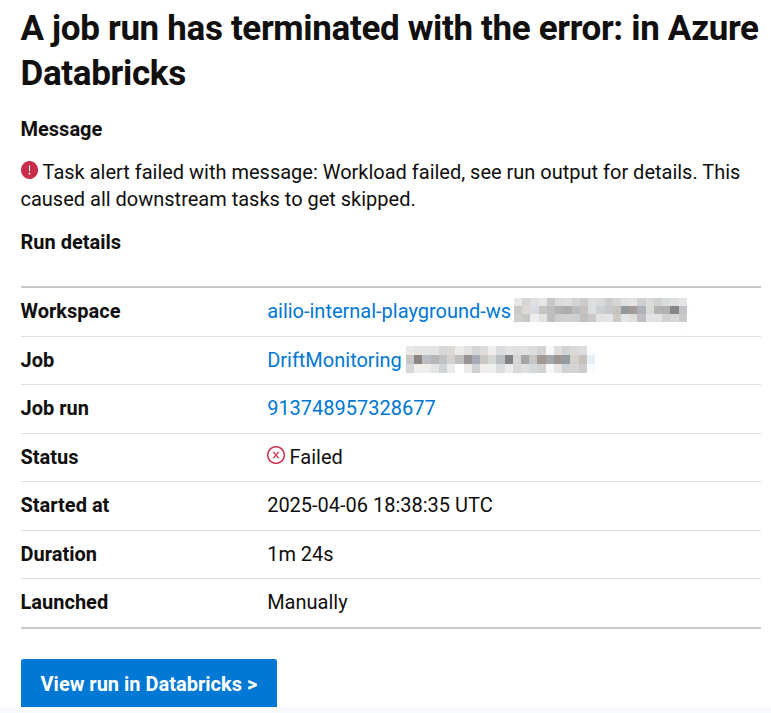 A job run has terminated with the error: in Azure
Databricks
Message
Task alert failed with message: Workload failed, see run output for details. This
caused all downstream tasks to get skipped.
Run details
Workspace ailio-internal-playground-ws
Job DriftMonitoring
Job run 913748957328677
Status Failed
Started at 2025-04-06 18:38:35 UTC
Duration 1m 24s
Launched Manually
View run in Databricks >